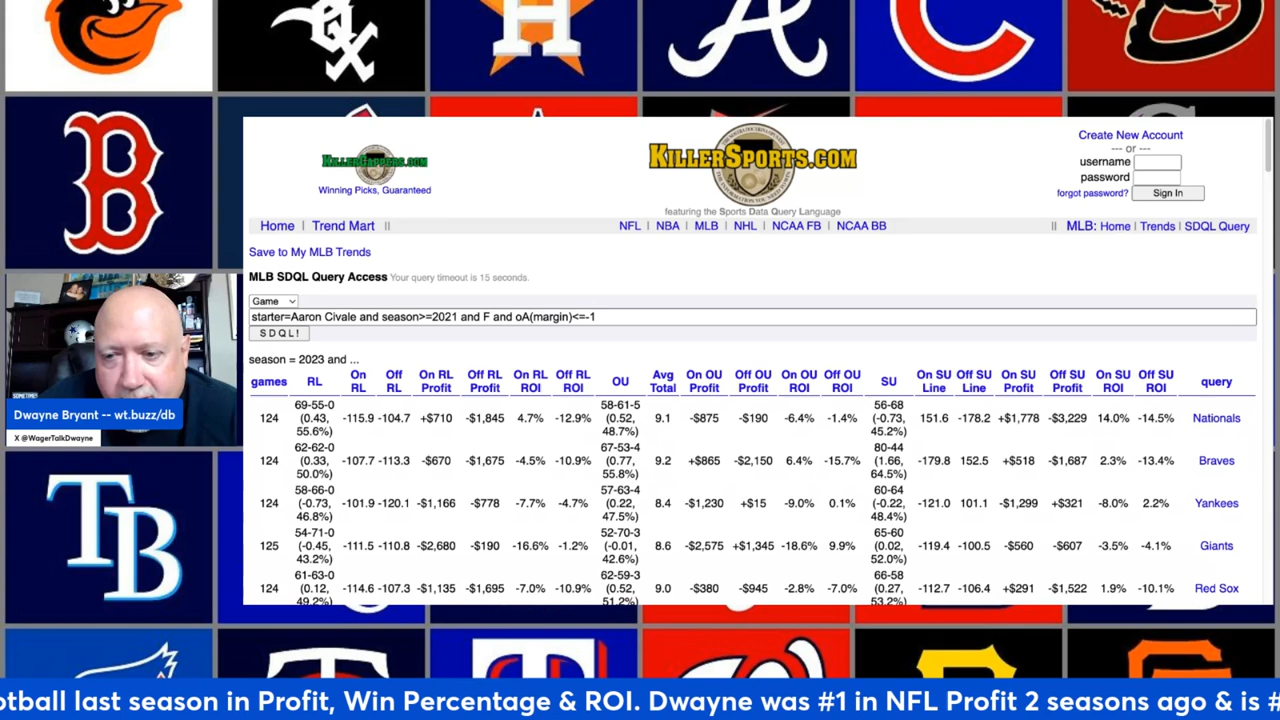 KILLERCAPPERS.COM
Winning Picks, Guaranteed
KILLERSPORTS.COM
featuring the Sports Data Query Language
Create New Account
--- or ---
username
password
forgot password? Sign In
Home | Trend Mart ||
NFL | NBA | MLB | NHL | NCAA FB | NCAA BB
|| MLB: Home | Trends | SDQL Query
Save to My MLB Trends
MLB SDQL Query Access Your query timeout is 15 seconds.
Game
starter=Aaron Civale and season>=2021 and F and oA(margin)<=-1
S D Q L !
season = 2023 and ...
games RL On RL Off RL On RL Profit Off RL Profit On RL ROI Off RL ROI OU Avg Total On OU Profit Off OU Profit On OU ROI Off OU ROI SU On SU Line Off SU Line On SU Profit Off SU Profit On SU ROI Off SU ROI query
124 69-55-0 (0.43, 55.6%) -115.9 -104.7 +$710 -$1,845 4.7% -12.9% 58-61-5 (0.52, 48.7%) 9.1 -$875 -$190 -6.4% -1.4% 56-68 (-0.73, 45.2%) 151.6 -178.2 +$1,778 -$3,229 14.0% -14.5% Nationals
124 62-62-0 (0.33, 50.0%) -107.7 -113.3 -$670 -$1,675 -4.5% -10.9% 67-53-4 (0.77, 55.8%) 9.2 +$865 -$2,150 6.4% -15.7% 80-44 (1.66, 64.5%) -179.8 152.5 +$518 -$1,687 2.3% -13.4% Braves
124 58-66-0 (-0.73, 46.8%) -101.9 -120.1 -$1,166 -$778 -7.7% -4.7% 57-63-4 (0.22, 47.5%) 8.4 -$1,230 +$15 -9.0% 0.1% 60-64 (-0.22, 48.4%) -121.0 101.1 -$1,299 +$321 -8.0% 2.2% Yankees
125 54-71-0 (-0.45, 43.2%) -111.5 -110.8 -$2,680 -$190 -16.6% -1.2% 52-70-3 (-0.01, 42.6%) 8.6 -$2,575 +$1,345 -18.6% 9.9% 65-60 (0.02, 52.0%) -119.4 -100.5 -$560 -$607 -3.5% -4.1% Giants
124 61-63-0 (0.12, 49.2%) -114.6 -107.3 -$1,135 -$1,695 -7.0% -10.9% 62-59-3 (0.52, 51.2%) 9.0 -$380 -$945 -2.8% -7.0% 66-58 (0.27, 53.2%) -112.7 -106.4 +$291 -$1,522 1.9% -10.1% Red Sox
Dwayne Bryant -- wt.buzz/db
X @WagerTalkDwayne
otball last season in Profit, Win Percentage & ROI. Dwayne was #1 in NFL Profit 2 seasons ago & is #